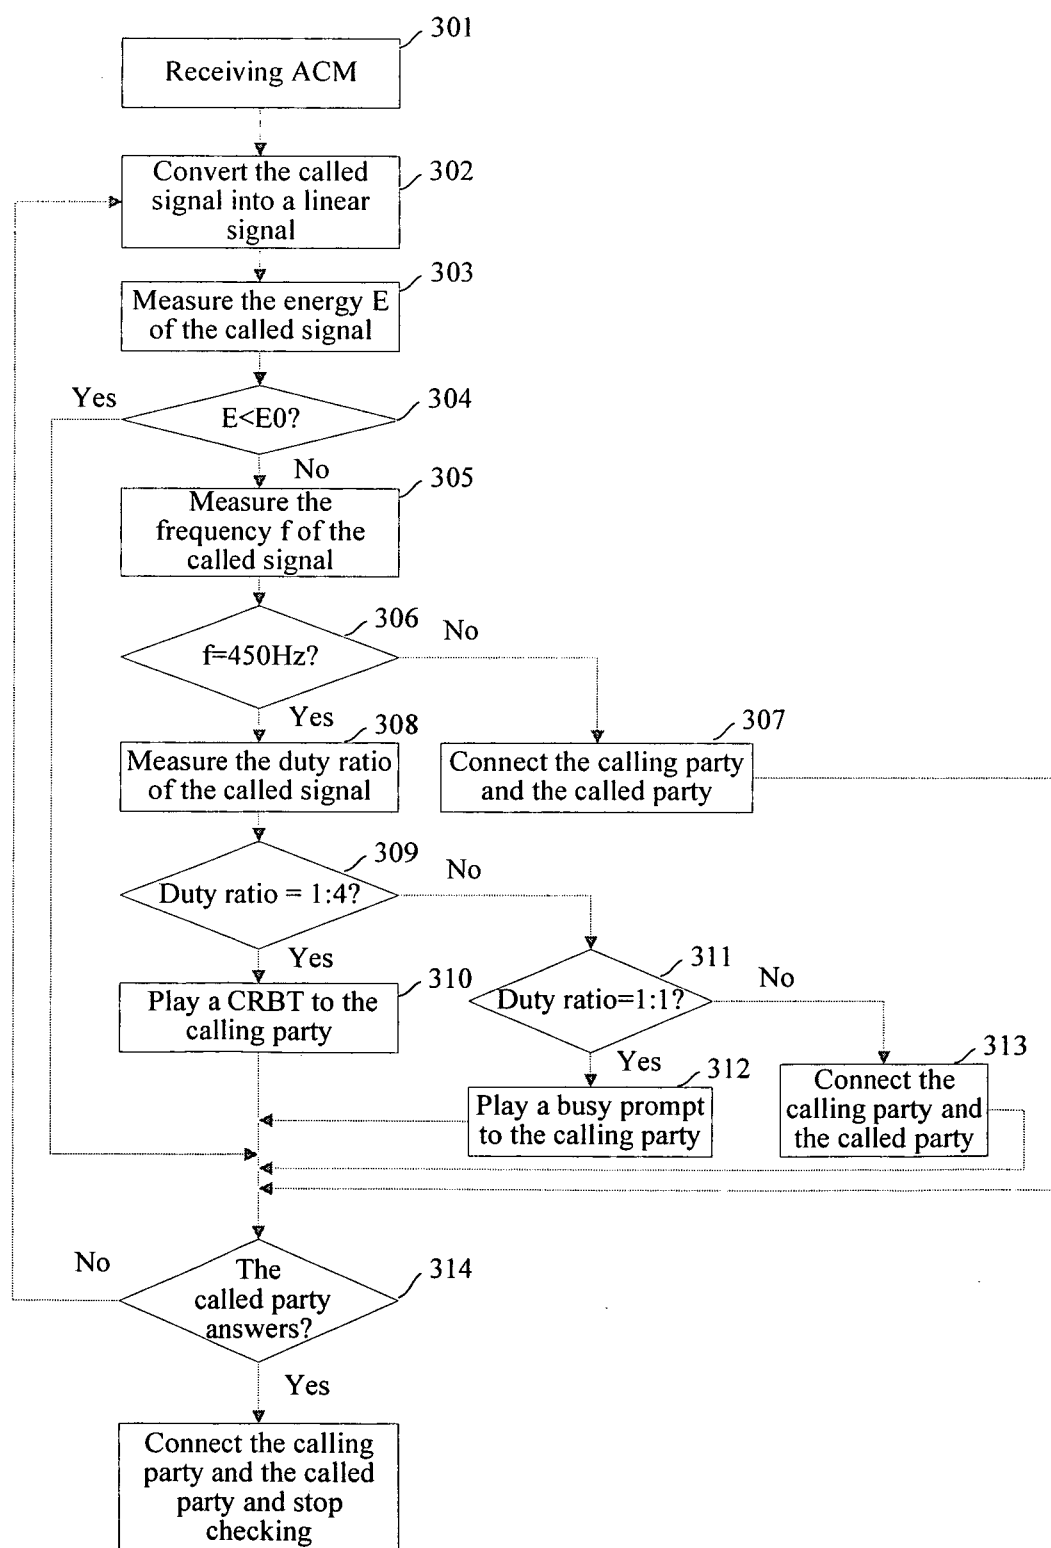 301
Receiving ACM
302
Convert the called
signal into a linear
signal
303
Measure the energy E
of the called signal
Yes
304
E<E0?
No
305
Measure the
frequency f of the
called signal
306
No
f=450Hz?
Yes
308
307
Measure the duty ratio
of the called signal
Connect the calling party
and the called party
309
No
Duty ratio = 1:4?
Yes
310
311
No
Play a CRBT to the
calling party
Duty ratio=1:1?
Yes
312
313
Play a busy prompt
to the calling party
Connect the
calling party and
the called party
No
314
The
called party
answers?
Yes
Connect the calling
party and the called
party and stop
checking